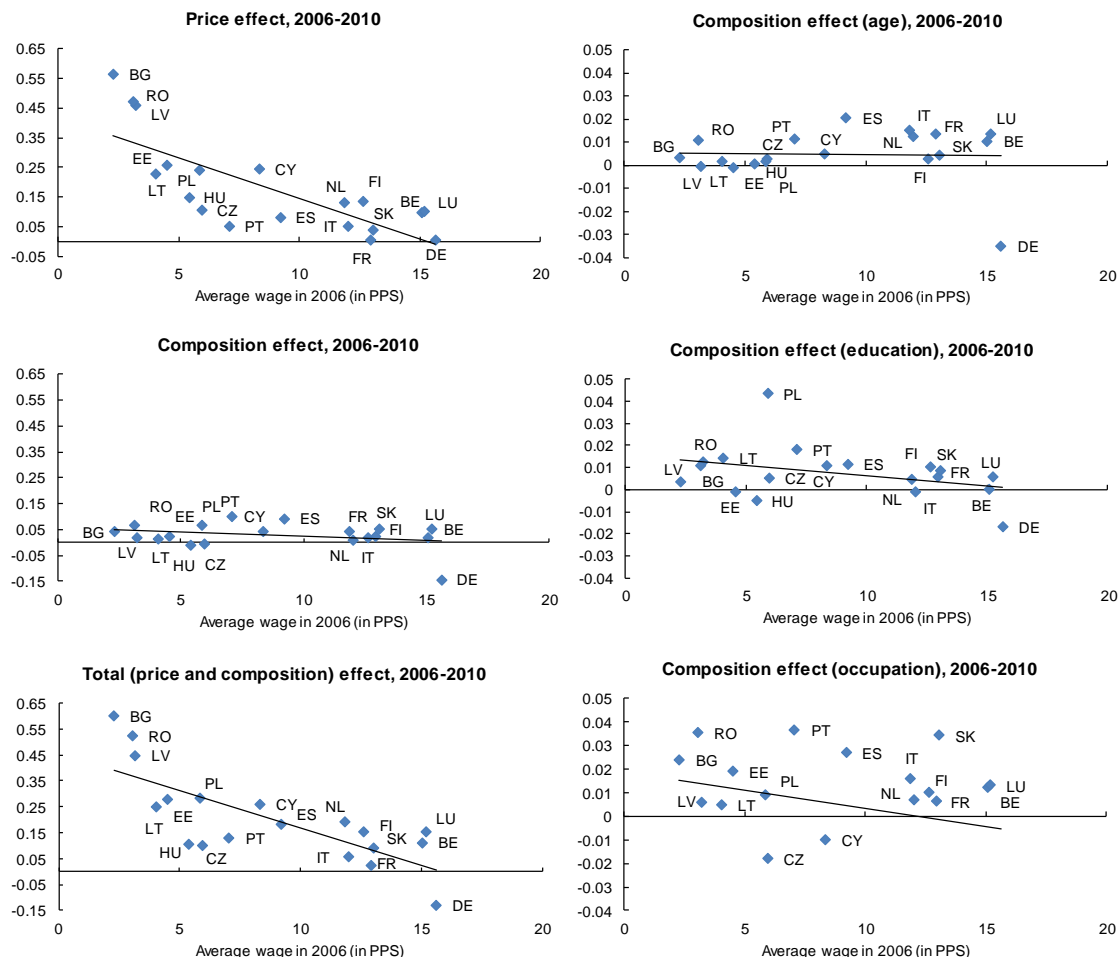 Price effect, 2006-2010
0.65
0.55
0.45
0.35
0.25
0.15
0.05
-0.05
0
5
10
15
20
BG
RO
LV
EE
LT
PL
HU
CZ
PT
CY
ES
NL
FI
IT
SK
FR
BE
LU
DE
Average wage in 2006 (in PPS)
Composition effect (age), 2006-2010
0.05
0.04
0.03
0.02
0.01
0
-0.01
-0.02
-0.03
-0.04
0
5
10
15
20
BG
RO
LV
LT
EE
PT
CZ
HU
PL
CY
ES
IT
NL
FR
SK
FI
LU
BE
DE
Average wage in 2006 (in PPS)
Composition effect, 2006-2010
0.65
0.55
0.45
0.35
0.25
0.15
0.05
-0.05
-0.15
0
5
10
15
20
BG
RO
LV
LT
EE
PL
HU
CZ
PT
CY
ES
FR
SK
FI
NL
IT
LU
BE
DE
Average wage in 2006 (in PPS)
Composition effect (education), 2006-2010
0.05
0.04
0.03
0.02
0.01
0
-0.01
-0.02
-0.03
-0.04
0
5
10
15
20
PL
RO
LV
BG
LT
EE
HU
CZ
PT
CY
ES
FI
SK
FR
NL
IT
LU
BE
DE
Average wage in 2006 (in PPS)
Total (price and composition) effect, 2006-2010
0.65
0.55
0.45
0.35
0.25
0.15
0.05
-0.05
-0.15
0
5
10
15
20
BG
RO
LV
PL
EE
LT
HU
CZ
PT
CY
ES
NL
FI
SK
IT
FR
LU
BE
DE
Average wage in 2006 (in PPS)
Composition effect (occupation), 2006-2010
0.05
0.04
0.03
0.02
0.01
0
-0.01
-0.02
-0.03
-0.04
0
5
10
15
20
RO
BG
EE
LV
LT
PL
PT
ES
CZ
CY
IT
SK
FI
NL
FR
LU
BE
Average wage in 2006 (in PPS)